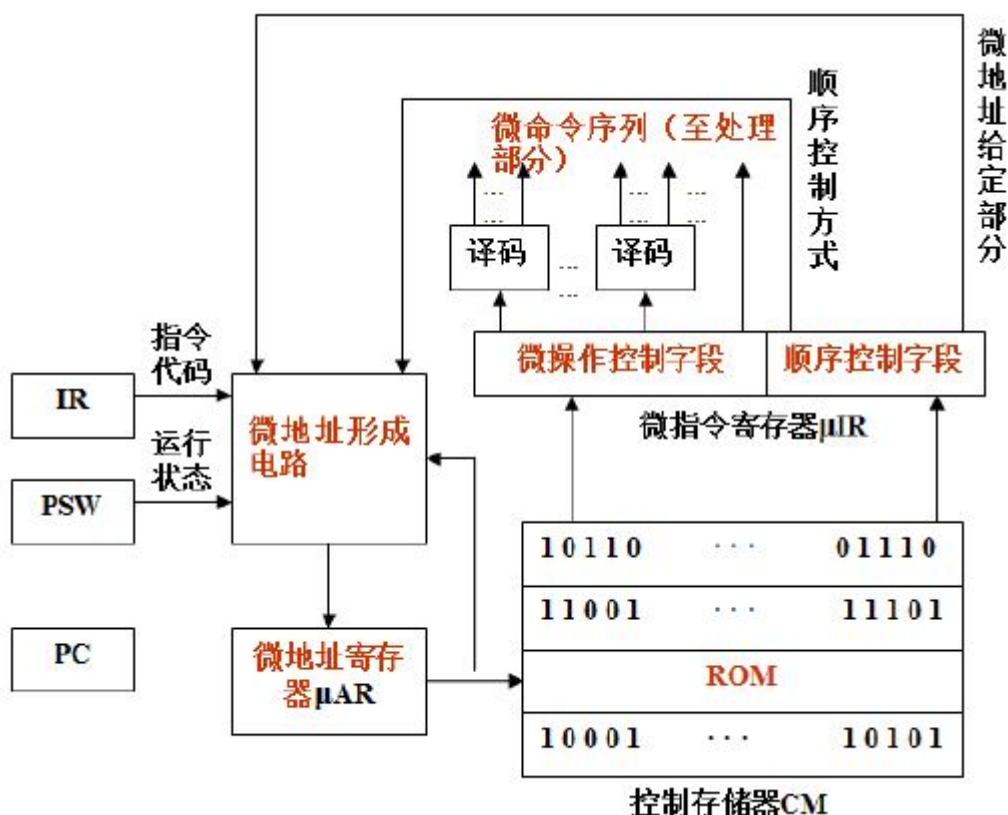 微地址给定部分
顺序控制方式
微命令序列（至处理
部分）
译码
译码
指令
代码
微操作控制字段
顺序控制字段
IR
微地址形成
电路
微指令寄存器μIR
运行
状态
PSW
10110 ... 01110
11001 ... 11101
PC
微地址寄存
器μAR
ROM
10001 ... 10101
控制存储器CM